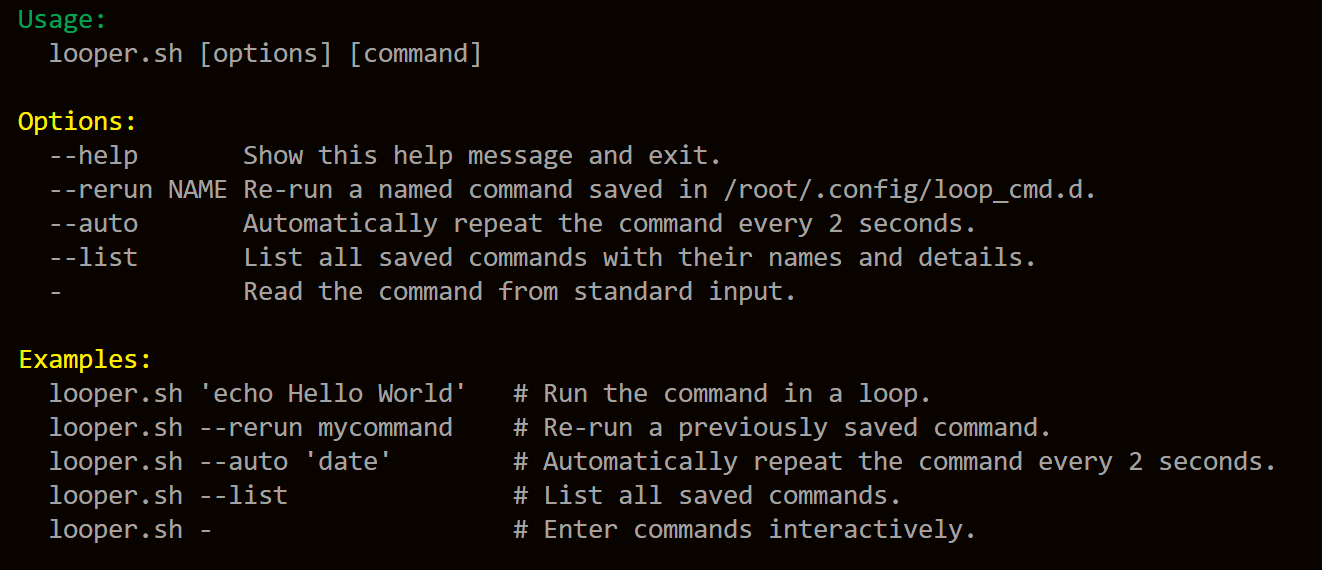 Usage:
  looper.sh [options] [command]

Options:
  --help       Show this help message and exit.
  --rerun NAME Re-run a named command saved in /root/.config/loop_cmd.d.
  --auto       Automatically repeat the command every 2 seconds.
  --list       List all saved commands with their names and details.
  -            Read the command from standard input.

Examples:
  looper.sh 'echo Hello World'   # Run the command in a loop.
  looper.sh --rerun mycommand    # Re-run a previously saved command.
  looper.sh --auto 'date'        # Automatically repeat the command every 2 seconds.
  looper.sh --list               # List all saved commands.
  looper.sh -                    # Enter commands interactively.